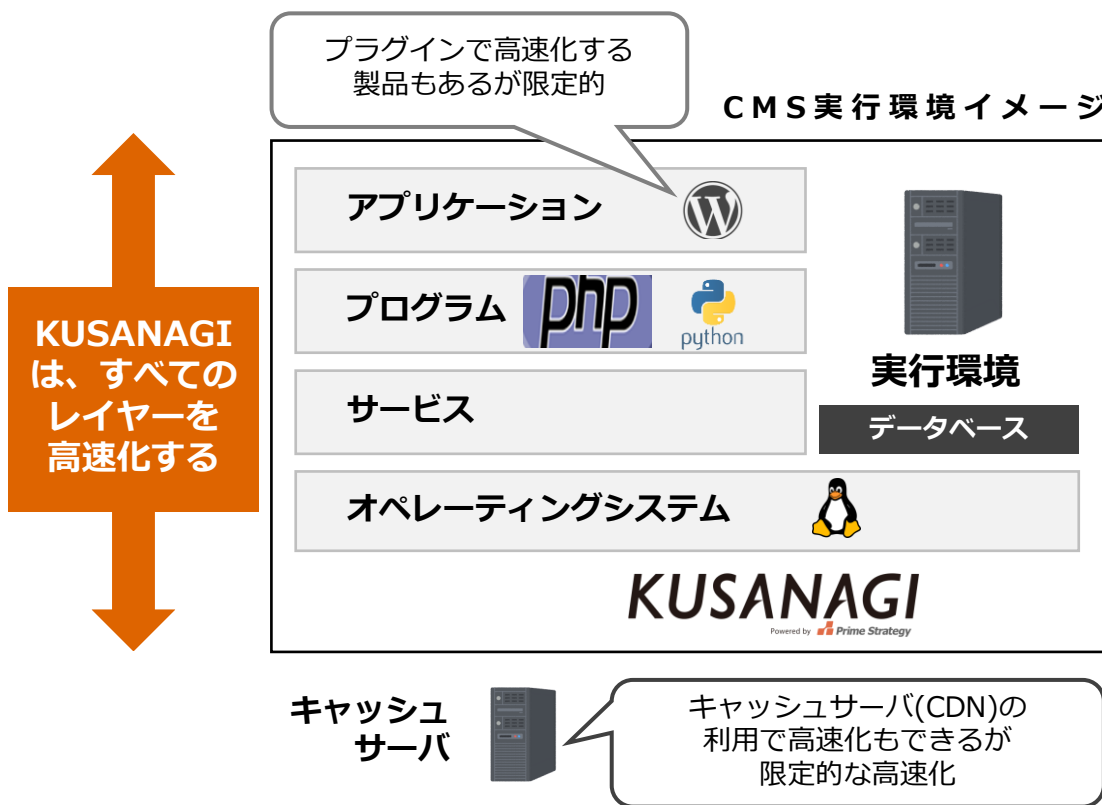 プラグインで高速化する
製品もあるが限定的
CMS実行環境イメージ
アプリケーション
W
プログラム
php
python
サービス
オペレーティングシステム
実行環境
データベース
KUSANAGI
は、すべての
レイヤーを
高速化する
KUSANAGI
Powered by Prime Strategy
キャッシュ
サーバ
キャッシュサーバ(CDN)の
利用で高速化もできるが
限定的な高速化